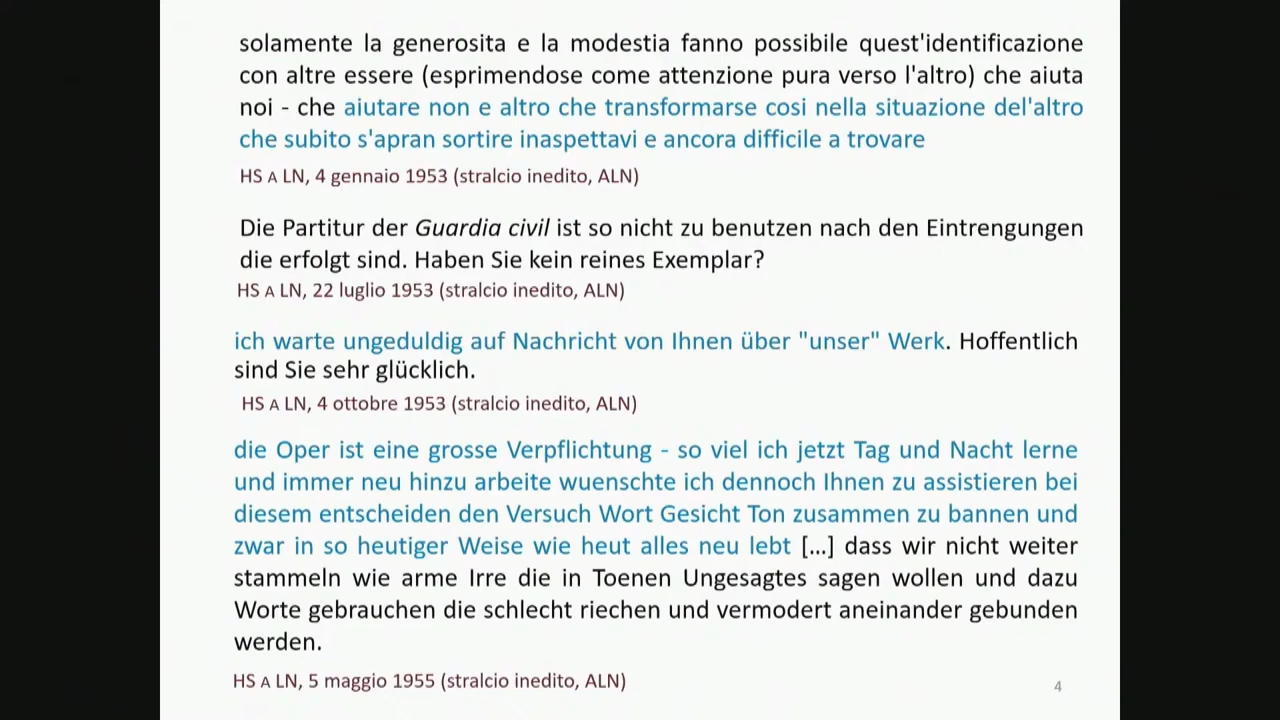 solamente la generosita e la modestia fanno possibile quest'identificazione
con altre essere (esprimendose come attenzione pura verso l'altro) che aiuta
noi - che aiutare non e altro che transformarse cosi nella situazione del'altro
che subito s'apran sortire inaspettavi e ancora difficile a trovare
HS A LN, 4 gennaio 1953 (stralcio inedito, ALN)
Die Partitur der Guardia civil ist so nicht zu benutzen nach den Eintrengungen
die erfolgt sind. Haben Sie kein reines Exemplar?
HS A LN, 22 luglio 1953 (stralcio inedito, ALN)
ich warte ungeduldig auf Nachricht von Ihnen über "unser" Werk. Hoffentlich
sind Sie sehr glücklich.
HS A LN, 4 ottobre 1953 (stralcio inedito, ALN)
die Oper ist eine grosse Verpflichtung - so viel ich jetzt Tag und Nacht lerne
und immer neu hinzu arbeite wuenschte ich dennoch Ihnen zu assistieren bei
diesem entscheiden den Versuch Wort Gesicht Ton zusammen zu bannen und
zwar in so heutiger Weise wie heut alles neu lebt [...] dass wir nicht weiter
stammeln wie arme Irre die in Toenen Ungesagtes sagen wollen und dazu
Worte gebrauchen die schlecht riechen und vermodert aneinander gebunden
werden.
HS A LN, 5 maggio 1955 (stralcio inedito, ALN)
4